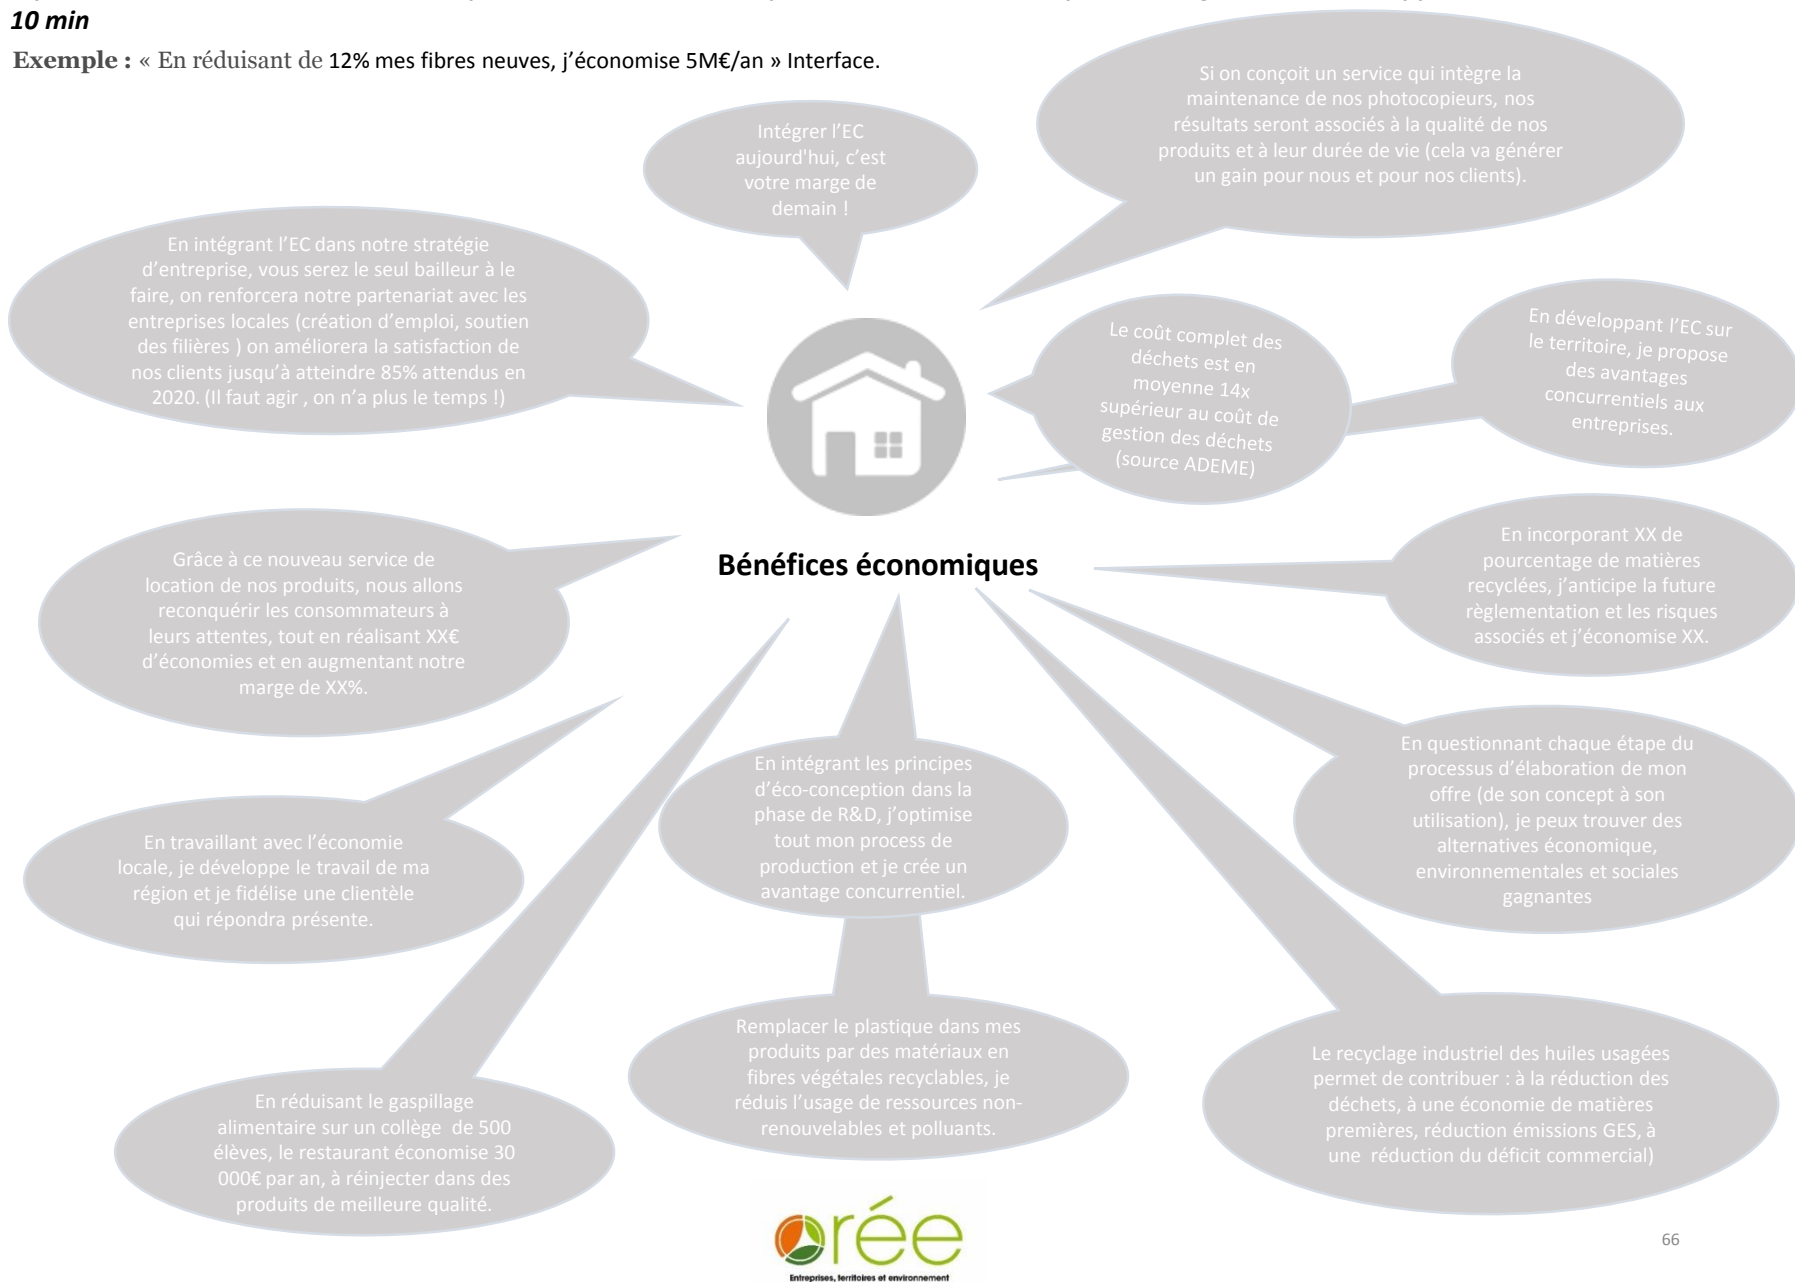 10 min
Exemple : « En réduisant de 12% mes fibres neuves, j'économise 5M€/an » Interface.
Si on conçoit un service qui intègre la
maintenance de nos photocopieurs, nos
résultats seront associés à la qualité de nos
produits et à leur durée de vie (cela va générer
un gain pour nous et pour nos clients).
Intégrer l'EC
aujourd'hui, c'est
votre marge de
demain !
En intégrant l'EC dans notre stratégie
d'entreprise, vous serez le seul bailleur à le
faire, on renforcera notre partenariat avec les
entreprises locales (création d'emploi, soutien
des filières ) on améliorera la satisfaction de
nos clients jusqu'à atteindre 85% attendus en
2020. (Il faut agir , on n'a plus le temps !)
Le coût complet des
déchets est en
moyenne 14x
supérieur au coût de
gestion des déchets
(source ADEME)
En développant l'EC sur
le territoire, je propose
des avantages
concurrentiels aux
entreprises.
Grâce à ce nouveau service de
location de nos produits, nous allons
reconquérir les consommateurs à
leurs attentes, tout en réalisant XX€
d'économies et en augmentant notre
marge de XX%.
Bénéfices économiques
En incorporant XX de
pourcentage de matières
recyclées, j'anticipe la future
règlementation et les risques
associés et j'économise XX.
En travaillant avec l'économie
locale, je développe le travail de ma
région et je fidélise une clientèle
qui répondra présente.
En intégrant les principes
d'éco-conception dans la
phase de R&D, j'optimise
tout mon process de
production et je crée un
avantage concurrentiel.
En questionnant chaque étape du
processus d'élaboration de mon
offre (de son concept à son
utilisation), je peux trouver des
alternatives économique,
environnementales et sociales
gagnantes
En réduisant le gaspillage
alimentaire sur un collège de 500
élèves, le restaurant économise 30
000€ par an, à réinjecter dans des
produits de meilleure qualité.
Remplacer le plastique dans mes
produits par des matériaux en
fibres végétales recyclables, je
réduis l'usage de ressources non-
renouvelables et polluants.
Le recyclage industriel des huiles usagées
permet de contribuer : à la réduction des
déchets, à une économie de matières
premières, réduction émissions GES, à
une réduction du déficit commercial)
orée
Entreprises, territoires et environnement
66